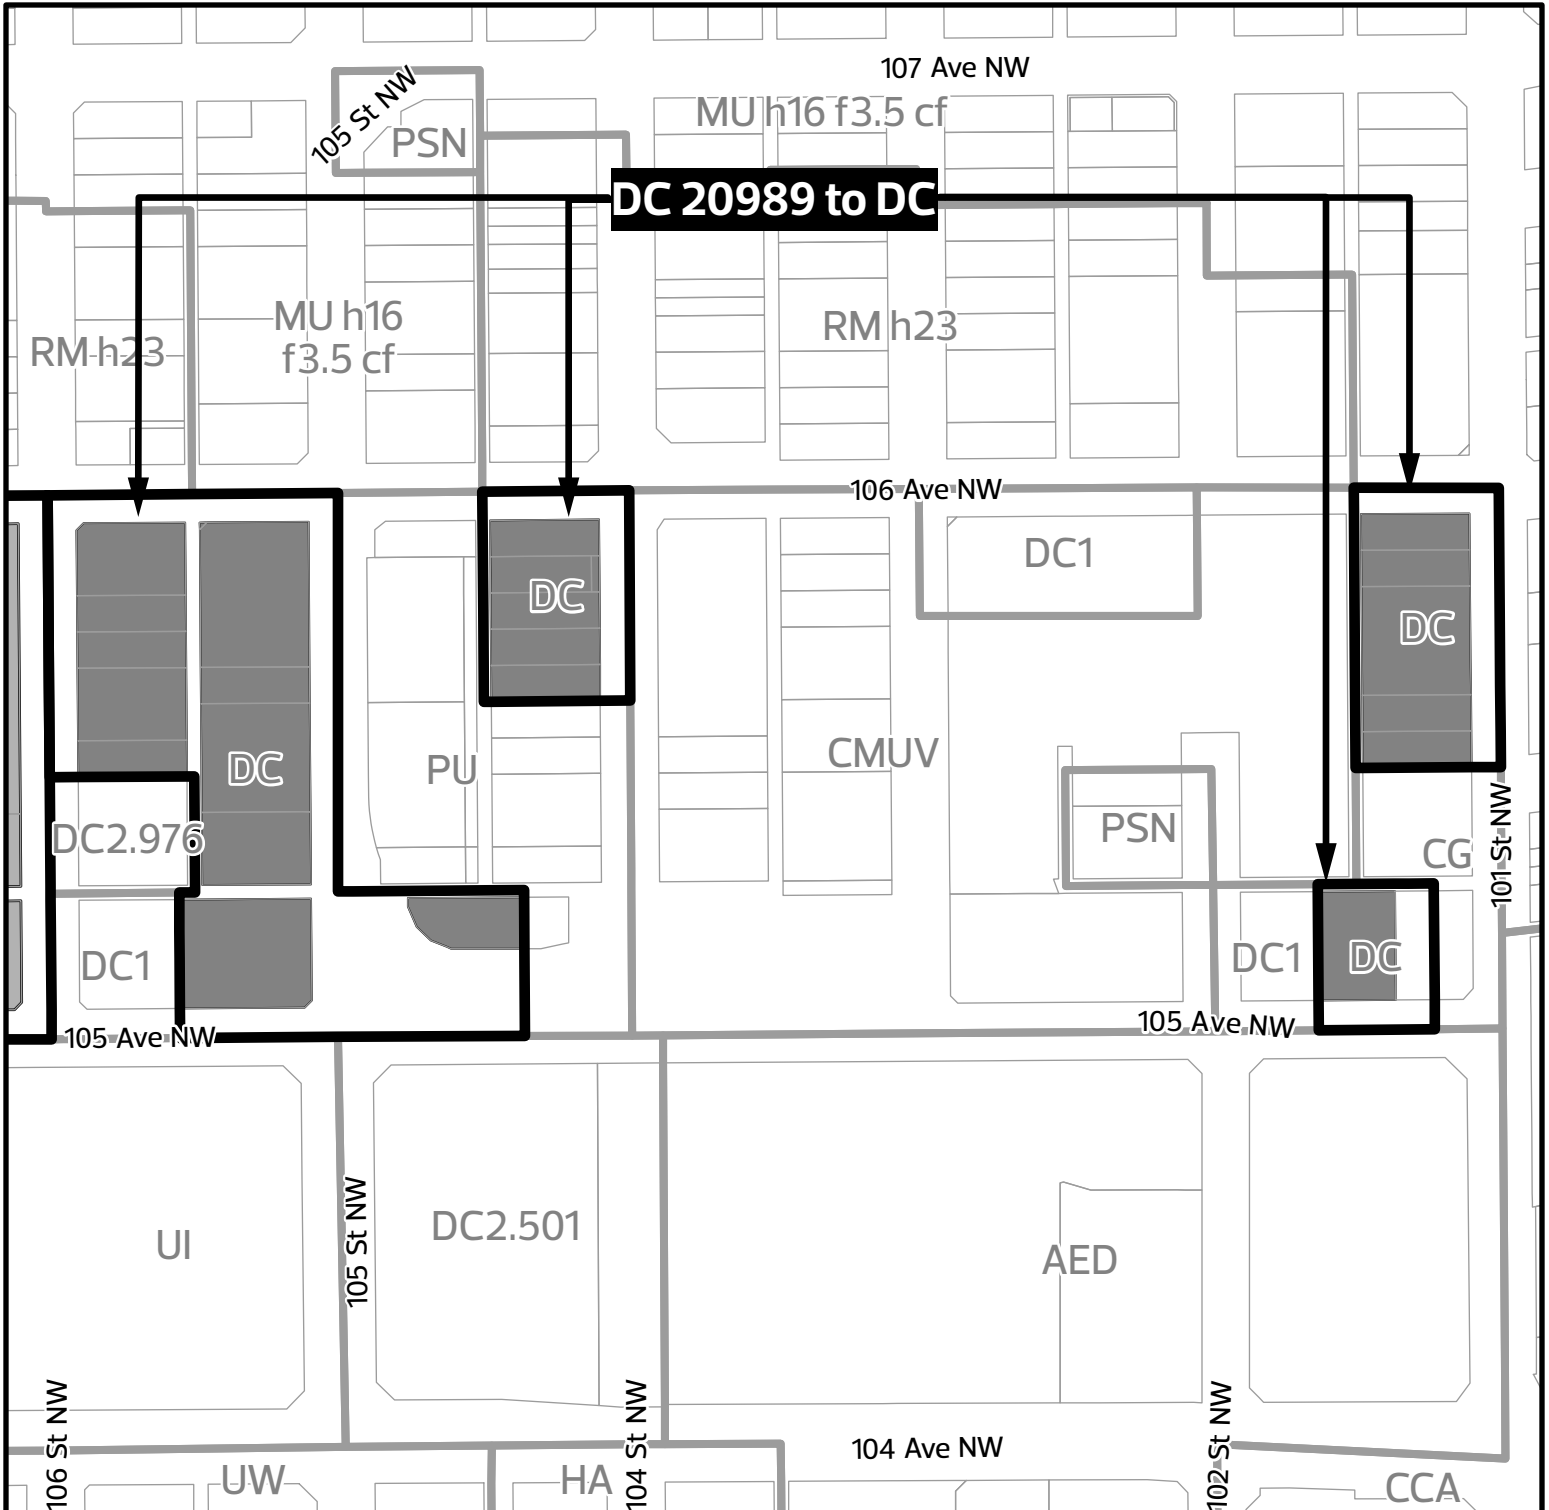 107 Ave NW
105 St NW
MU h16 f3.5 cf
PSN
DC 20989 to DC
MU h16
f3.5 cf
RM h23
RM h23
106 Ave NW
DC1
DC
DC
DC
PU
CMUV
PSN
DC2.976
CG
101 St NW
DC1
DC1
DC
105 Ave NW
105 Ave NW
UI
105 St NW
DC2.501
AED
106 St NW
104 St NW
102 St NW
104 Ave NW
UW
HA
CCA